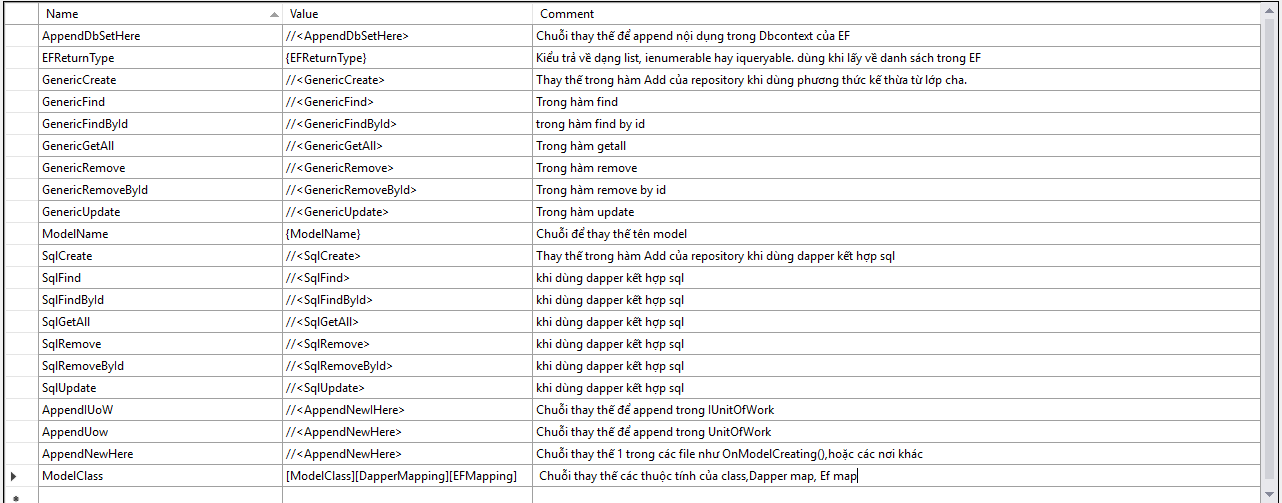 Name Value Comment
AppendDbSetHere //<AppendDbSetHere> Chuỗi thay thế để append nội dụng trong Dbcontext của EF
EFReturnType {EFReturnType} Kiểu trả về dạng list, ienumerable hay iqueryable. dùng khi lấy về danh sách trong EF
GenericCreate //<GenericCreate> Thay thế trong hàm Add của repository khi dùng phương thức kế thừa từ lớp cha.
GenericFind //<GenericFind> Trong hàm find
GenericFindById //<GenericFindById> trong hàm find by id
GenericGetAll //<GenericGetAll> Trong hàm getall
GenericRemove //<GenericRemove> Trong hàm remove
GenericRemoveById //<GenericRemoveById> Trong hàm remove by id
GenericUpdate //<GenericUpdate> Trong hàm update
ModelName {ModelName} Chuỗi để thay thế tên model
SqlCreate //<SqlCreate> Thay thế trong hàm Add của repository khi dùng dapper kết hợp sql
SqlFind //<SqlFind> khi dùng dapper kết hợp sql
SqlFindById //<SqlFindById> khi dùng dapper kết hợp sql
SqlGetAll //<SqlGetAll> khi dùng dapper kết hợp sql
SqlRemove //<SqlRemove> khi dùng dapper kết hợp sql
SqlRemoveById //<SqlRemoveById> khi dùng dapper kết hợp sql
SqlUpdate //<SqlUpdate> khi dùng dapper kết hợp sql
AppendIUoW //<AppendNewIHere> Chuỗi thay thế để append trong IUnitOfWork
AppendUow //<AppendNewHere> Chuỗi thay thế để append trong UnitOfWork
AppendNewHere //<AppendNewHere> Chuỗi thay thế 1 trong các file như OnModelCreating(),hoặc các nơi khác
ModelClass [ModelClass][DapperMapping][EFMapping] Chuỗi thay thế các thuộc tính của class,Dapper map, Ef map